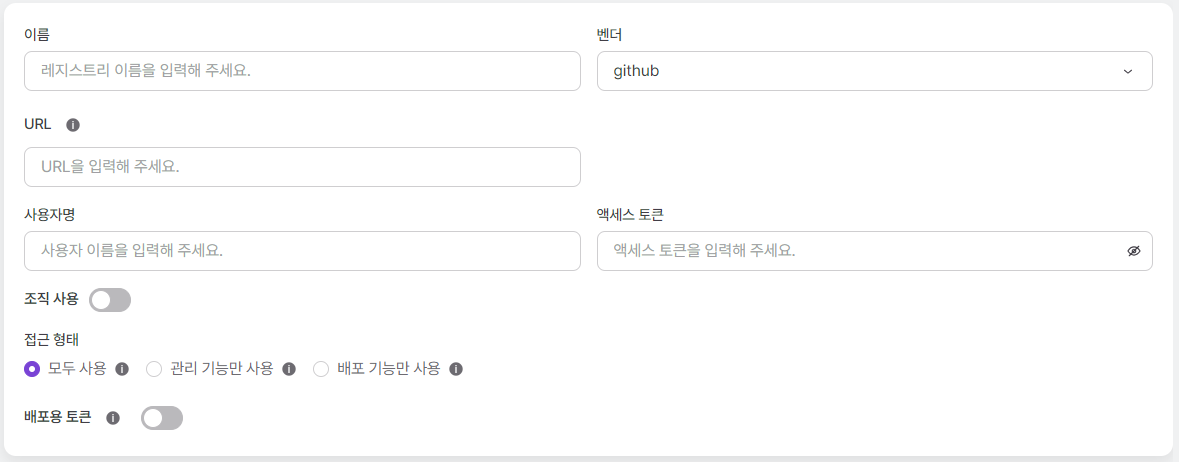 이름
벤더
레지스트리 이름을 입력해 주세요.
github
URL
URL을 입력해 주세요.
사용자명
액세스 토큰
사용자 이름을 입력해 주세요.
액세스 토큰을 입력해 주세요.
조직 사용
접근 형태
모두 사용 관리 기능만 사용 배포 기능만 사용
배포용 토큰